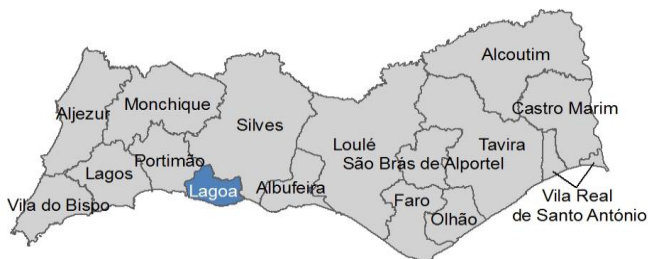 Alcoutim
Aljezur
Monchique
Castro Marim
Silves
Loulé
Tavira
Portimão
São Brás de Alportel
Lagos
Lagoa
Albufeira
Vila do Bispo
Faro
Olhão
Vila Real
de Santo António